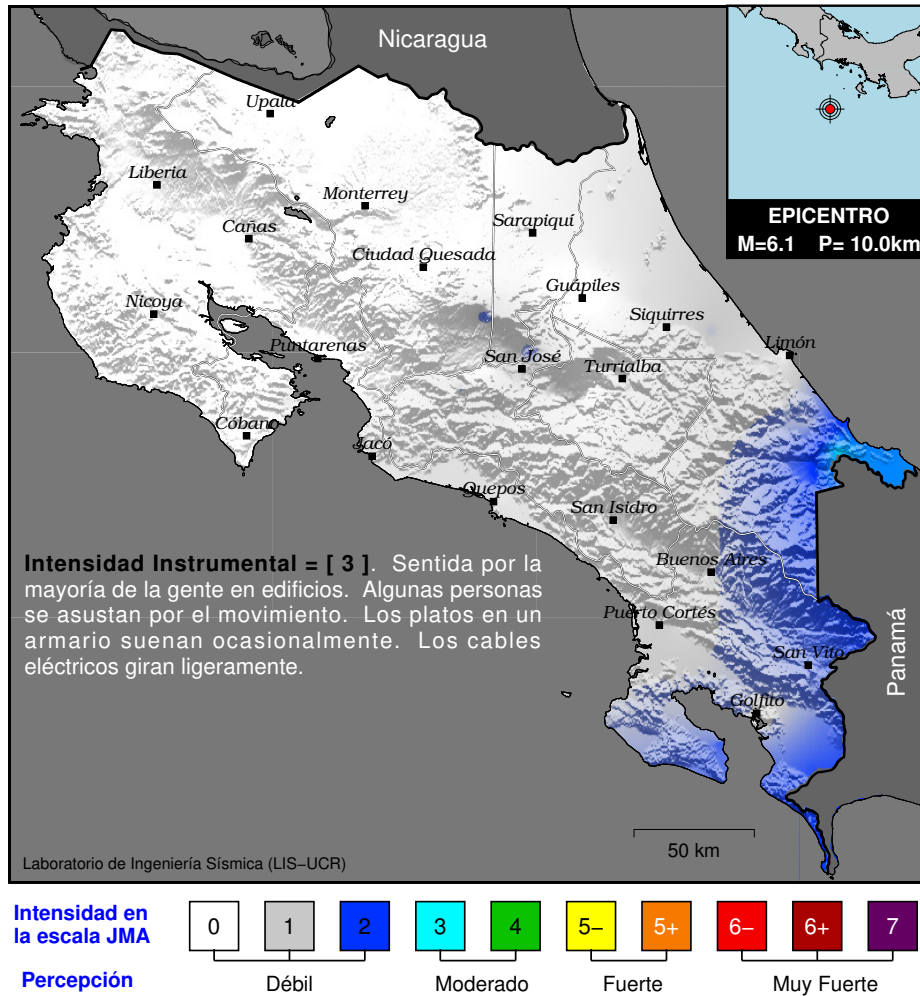 Nicaragua
Upala
Liberia
Monterrey
Cañas
Sarapiquí
Ciudad Quesada
EPICENTRO
M=6.1 P= 10.0km
Guápiles
Nicoya
Siquirres
Puntarenas
San José
Limón
Turrialba
Cóbano
Jacó
Quepos
San Isidro
Intensidad Instrumental = [ 3 ]. Sentida por la
mayoría de la gente en edificios. Algunas personas
se asustan por el movimiento. Los platos en un
armario suenan ocasionalmente. Los cables
eléctricos giran ligeramente.
Buenos Aires
Puerto Cortés
San Vito
Panamá
Golfito
50 km
Laboratorio de Ingeniería Sísmica (LIS−UCR)
Intensidad en
la escala JMA
0 1 2 3 4 5− 5+ 6− 6+ 7
Percepción
Débil Moderado Fuerte Muy Fuerte